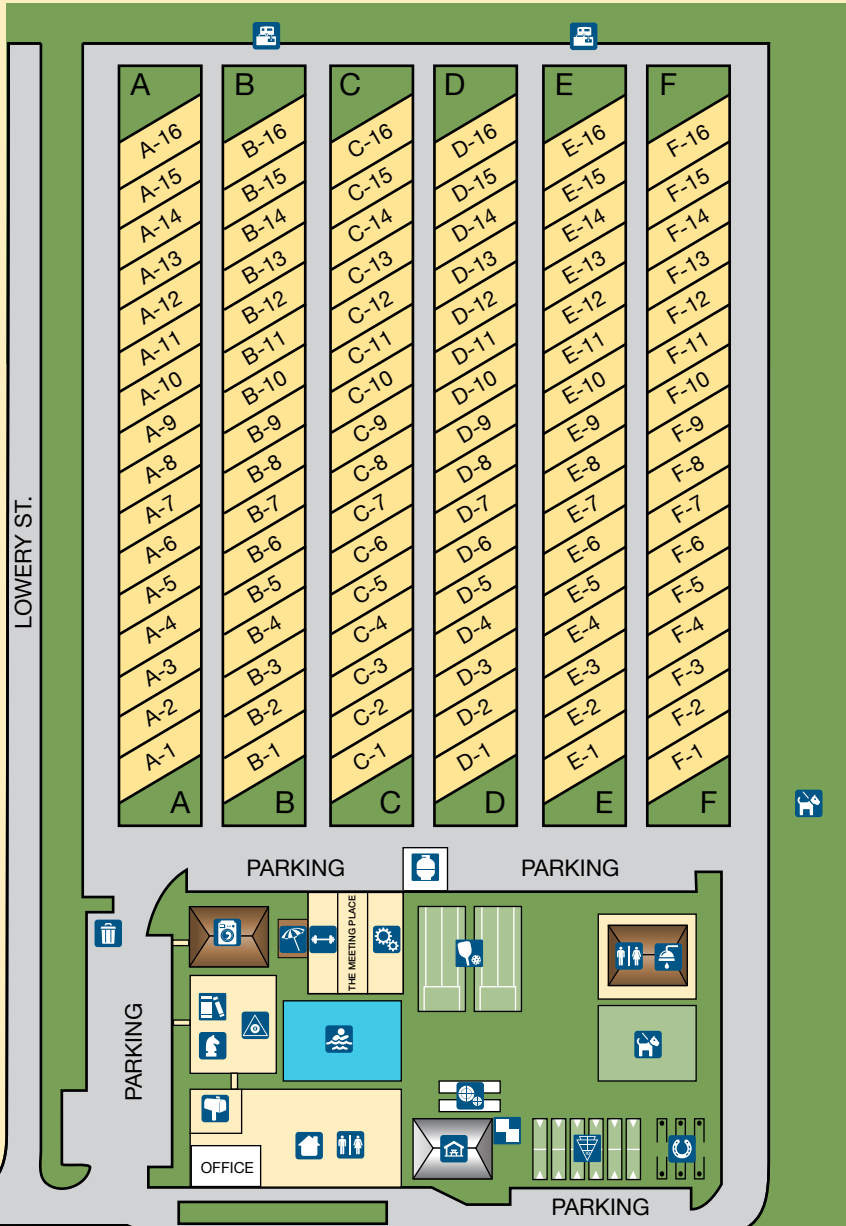 A B C D E F
A-16 B-16 C-16 D-16 E-16 F-16
A-15 B-15 C-15 D-15 E-15 F-15
A-14 B-14 C-14 D-14 E-14 F-14
A-13 B-13 C-13 D-13 E-13 F-13
A-12 B-12 C-12 D-12 E-12 F-12
A-11 B-11 C-11 D-11 E-11 F-11
A-10 B-10 C-10 D-10 E-10 F-10
A-9 B-9 C-9 D-9 E-9 F-9
A-8 B-8 C-8 D-8 E-8 F-8
A-7 B-7 C-7 D-7 E-7 F-7
LOWERY ST.
A-6 B-6 C-6 D-6 E-6 F-6
A-5 B-5 C-5 D-5 E-5 F-5
A-4 B-4 C-4 D-4 E-4 F-4
A-3 B-3 C-3 D-3 E-3 F-3
A-2 B-2 C-2 D-2 E-2 F-2
A-1 B-1 C-1 D-1 E-1 F-1
A B C D E F
PARKING PARKING
THE MEETING PLACE
PARKING
OFFICE
PARKING